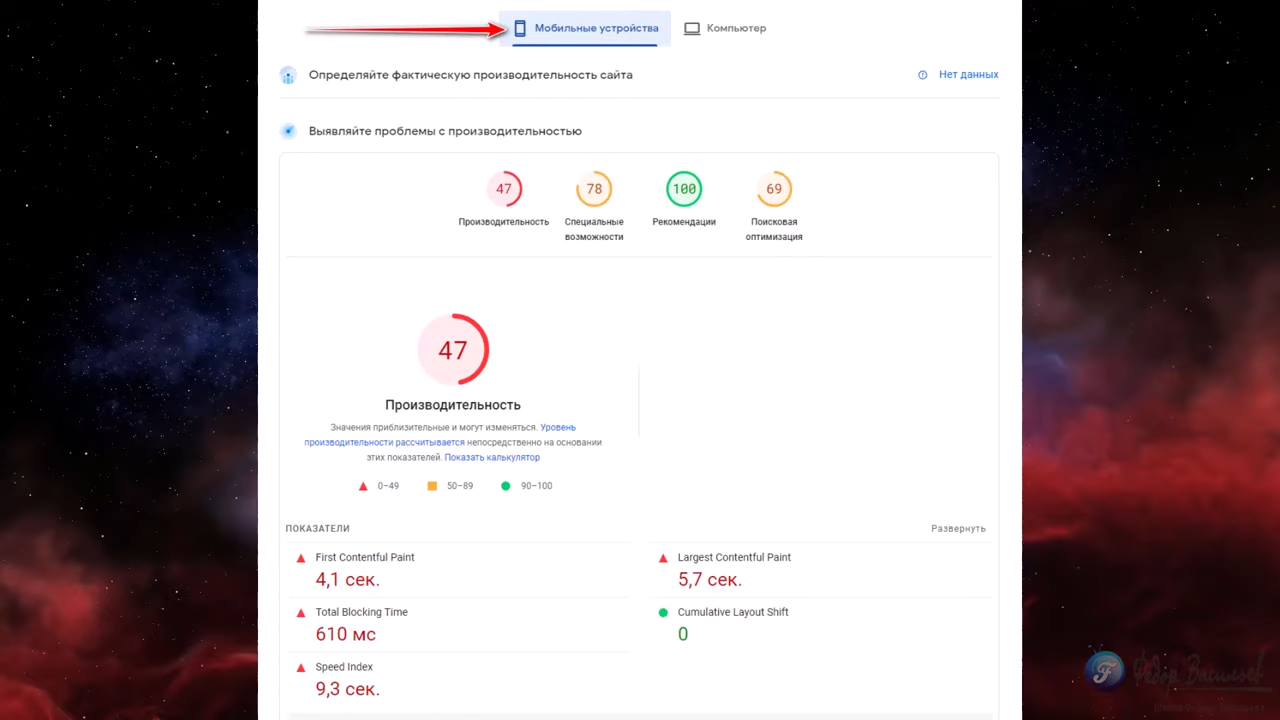 Мобильные устройства
Компьютер
Определяйте фактическую производительность сайта
Нет данных
Выявляйте проблемы с производительностью
47
78
100
69
Производительность
Специальные
возможности
Рекомендации
Поисковая
оптимизация
47
Производительность
Значения приблизительные и могут изменяться. Уровень
производительности рассчитывается непосредственно на основании
этих показателей. Показать калькулятор
0–49
50–89
90–100
ПОКАЗАТЕЛИ
Развернуть
First Contentful Paint
4,1 сек.
Largest Contentful Paint
5,7 сек.
Total Blocking Time
610 мс
Cumulative Layout Shift
0
Speed Index
9,3 сек.
Федор Васильев